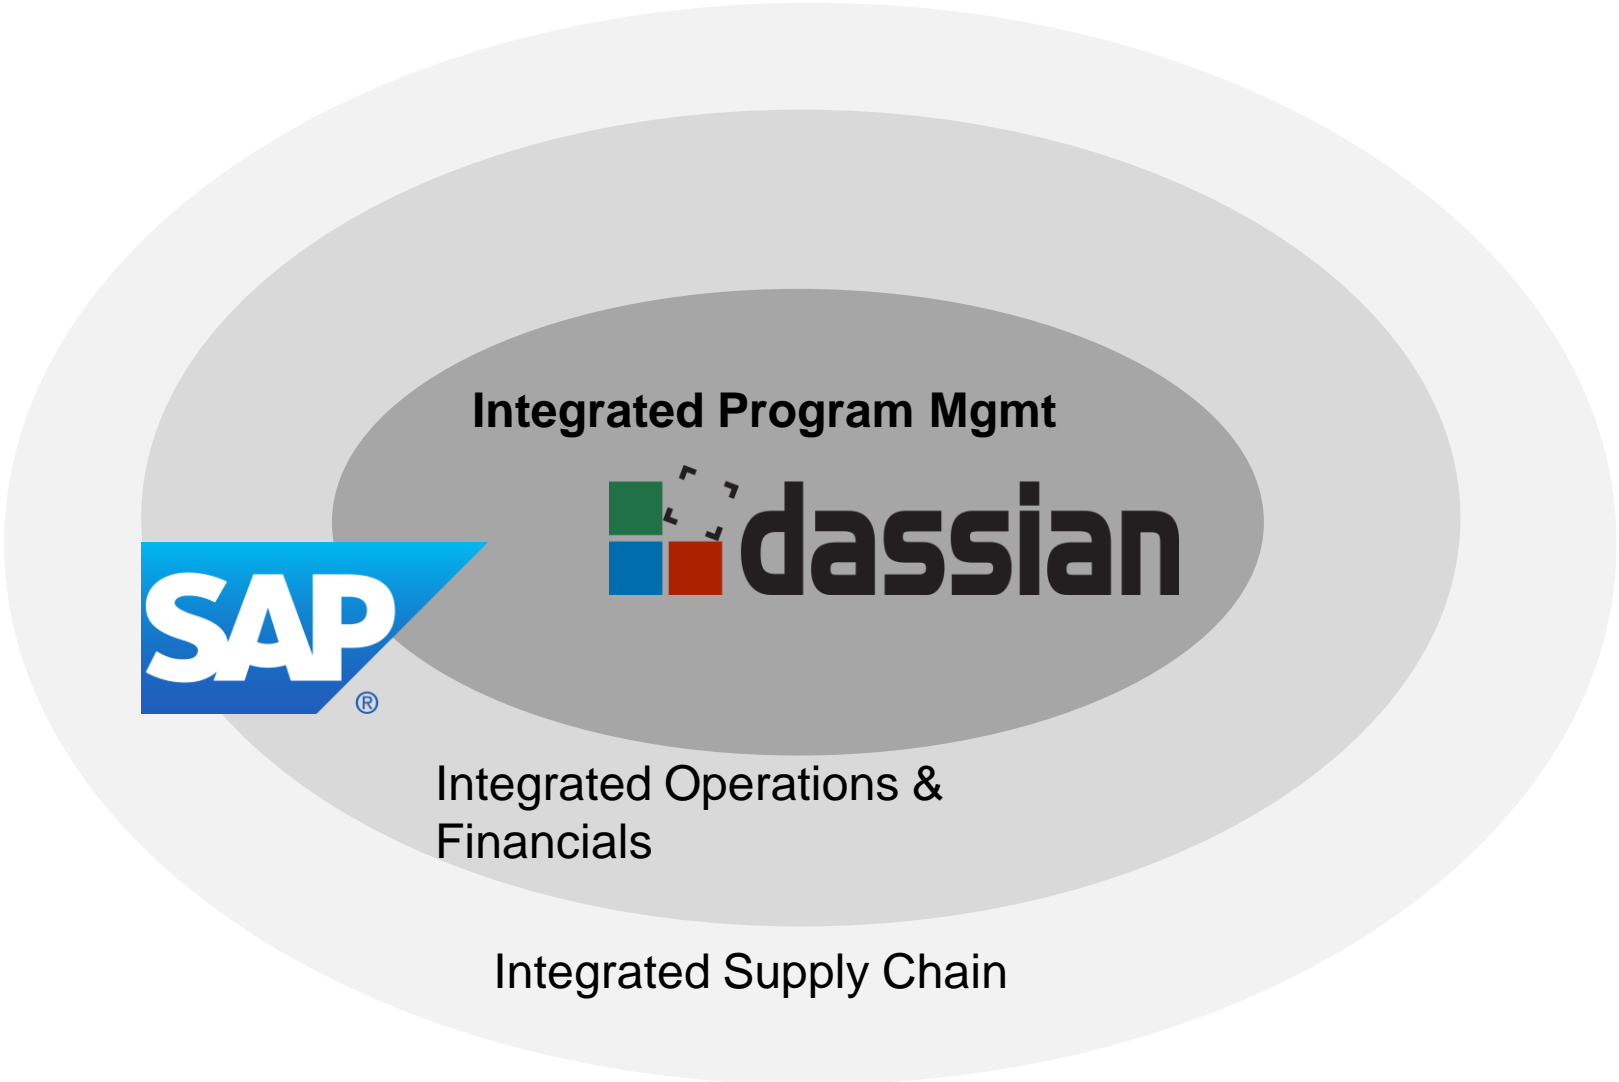 Integrated Program Mgmt
dassian
SAP
®
Integrated Operations &
Financials
Integrated Supply Chain